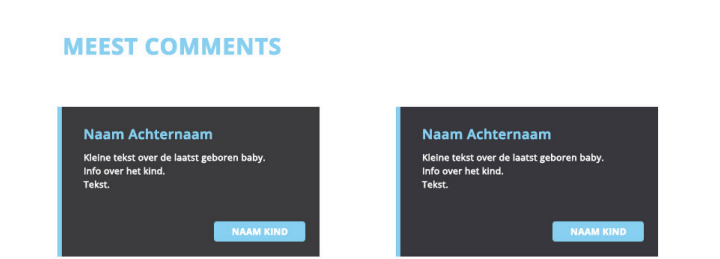 MEEST COMMENTS
Naam Achternaam
Kleine tekst over de laatst geboren baby.
Info over het kind.
Tekst.
NAAM KIND
Naam Achternaam
Kleine tekst over de laatst geboren baby.
Info over het kind.
Tekst.
NAAM KIND